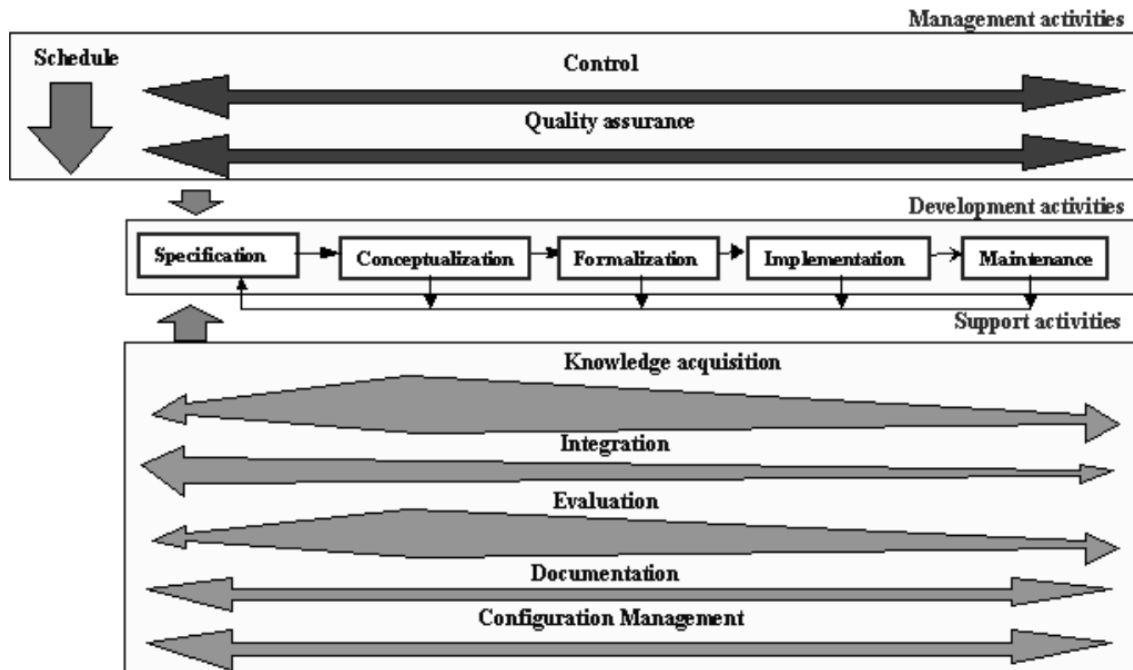 Management activities
Schedule
Control
Quality assurance
Development activities
Specification
Conceptualization
Formalization
Implementation
Maintenance
Support activities
Knowledge acquisition
Integration
Evaluation
Documentation
Configuration Management